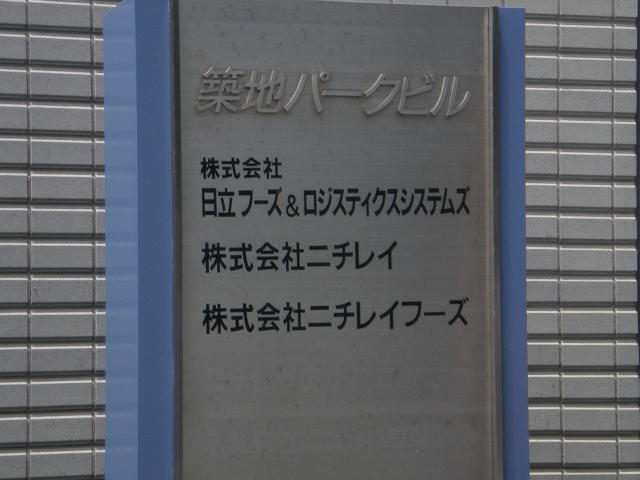 築地パークビル
株式会社
日立フーズ&ロジスティクスシステムズ
株式会社ニチレイ
株式会社ニチレイフーズ